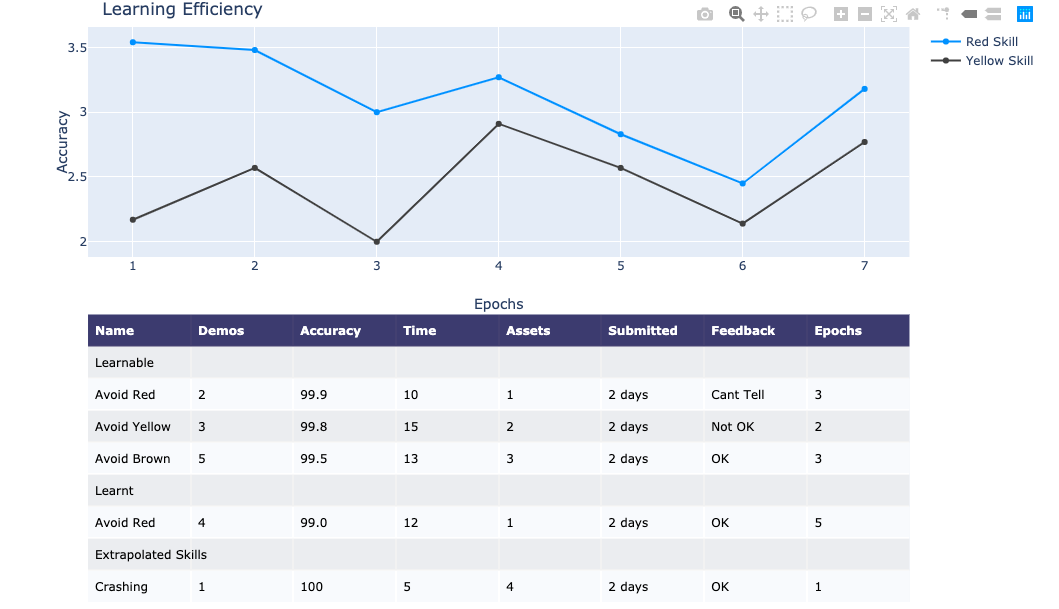 Learning Efficiency
Red Skill
Yellow Skill
Accuracy
3.5
3
2.5
2
1 2 3 4 5 6 7
Epochs
Name Demos Accuracy Time Assets Submitted Feedback Epochs
Learnable
Avoid Red 2 99.9 10 1 2 days Cant Tell 3
Avoid Yellow 3 99.8 15 2 2 days Not OK 2
Avoid Brown 5 99.5 13 3 2 days OK 3
Learnt
Avoid Red 4 99.0 12 1 2 days OK 5
Extrapolated Skills
Crashing 1 100 5 4 2 days OK 1